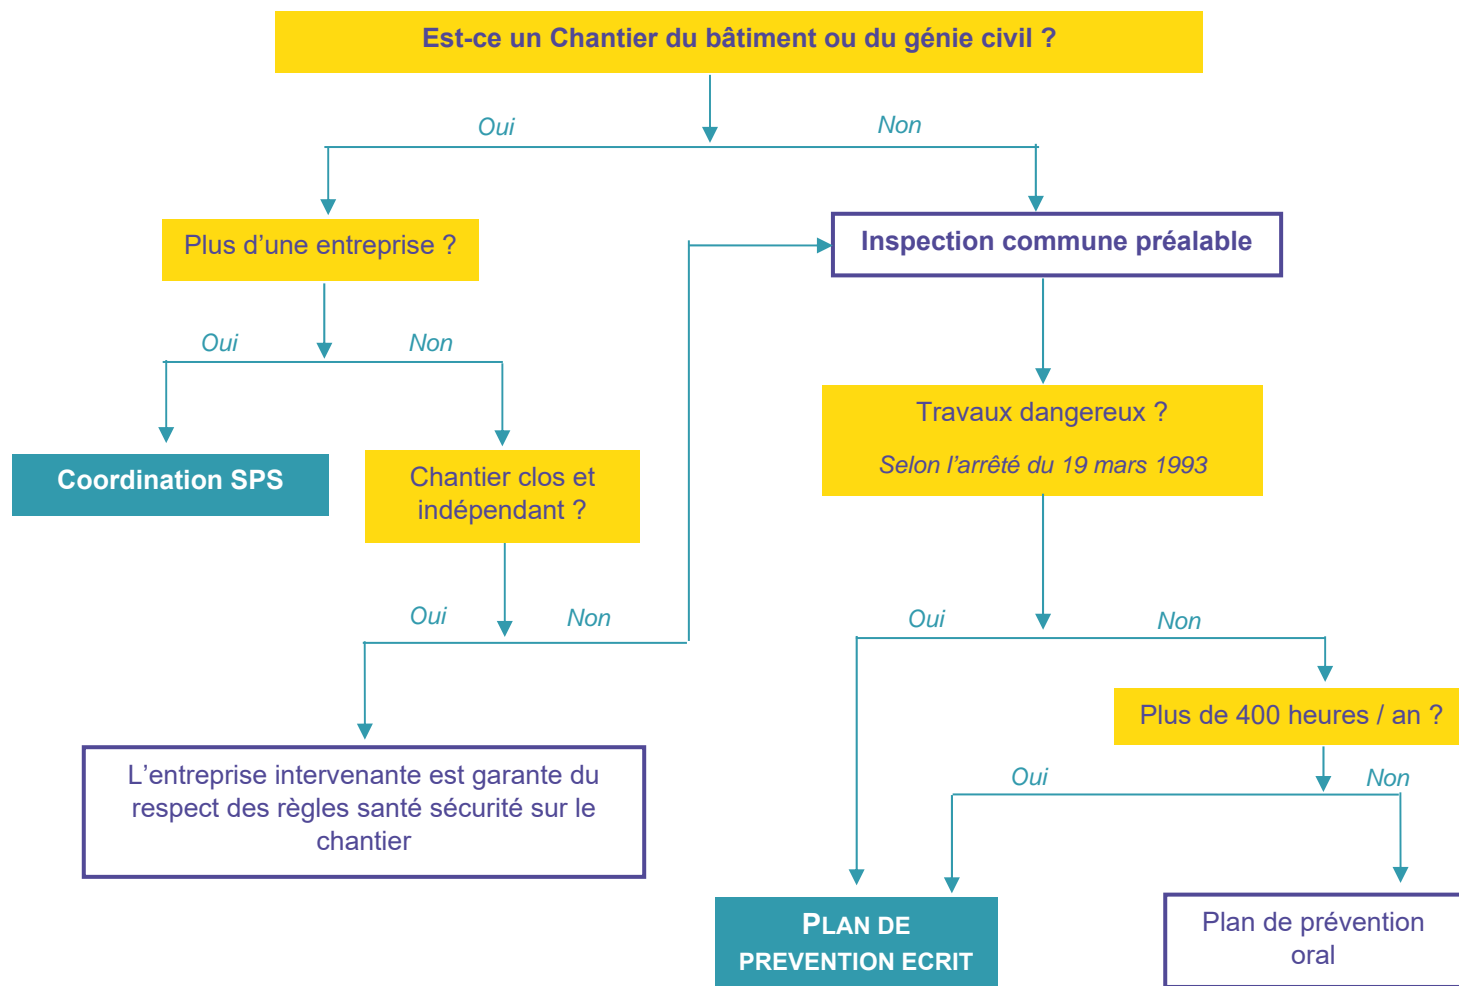 Est-ce un Chantier du bâtiment ou du génie civil ?
Oui
Non
Plus d’une entreprise ?
Inspection commune préalable
Oui
Non
Travaux dangereux ?
Selon l’arrêté du 19 mars 1993
Coordination SPS
Chantier clos et
indépendant ?
Oui
Non
Oui
Non
Plus de 400 heures / an ?
L’entreprise intervenante est garante du
respect des règles santé sécurité sur le
chantier
Oui
Non
PLAN DE
PREVENTION ECRIT
Plan de prévention
oral